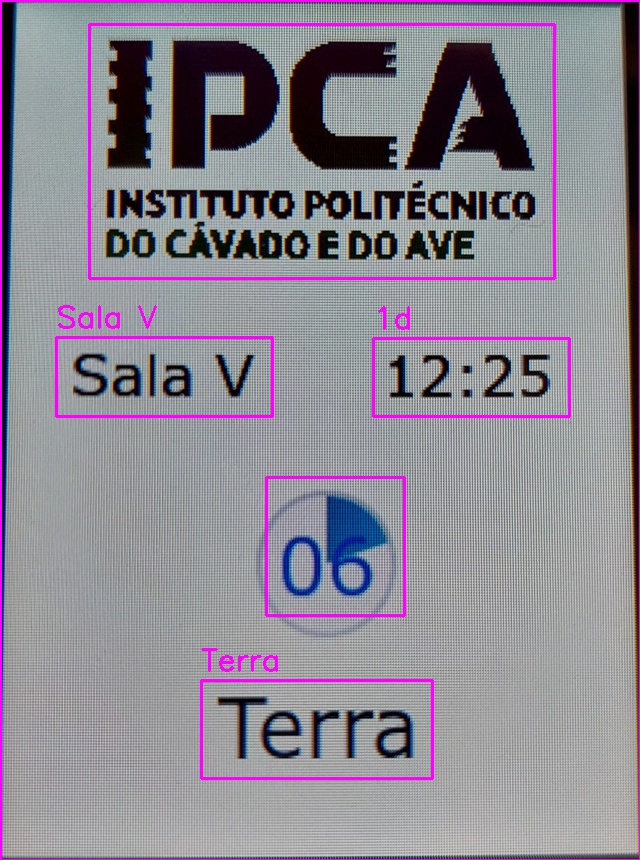 IPCA
INSTITUTO POLITÉCNICO
DO CÁVADO E DO AVE
Sala V
1d
Sala V
12:25
06
Terra
Terra